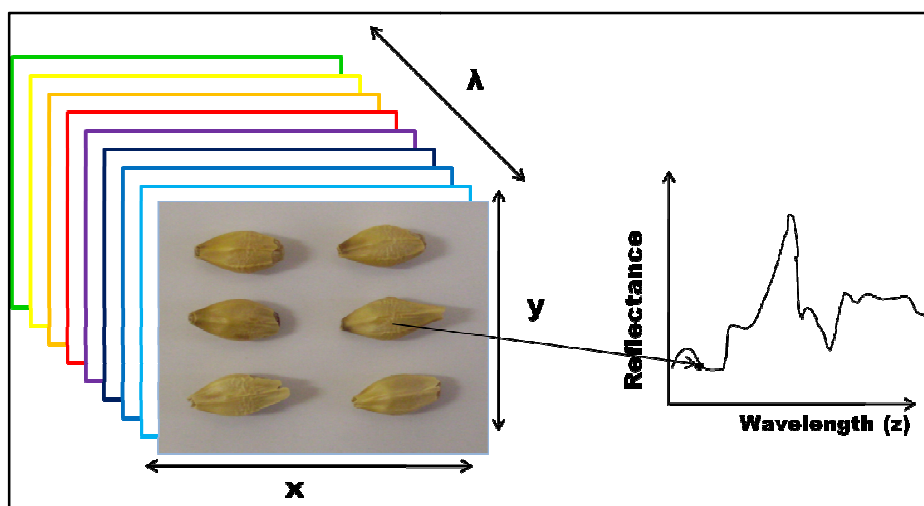 λ
y
x
Reflectance
Wavelength (z)